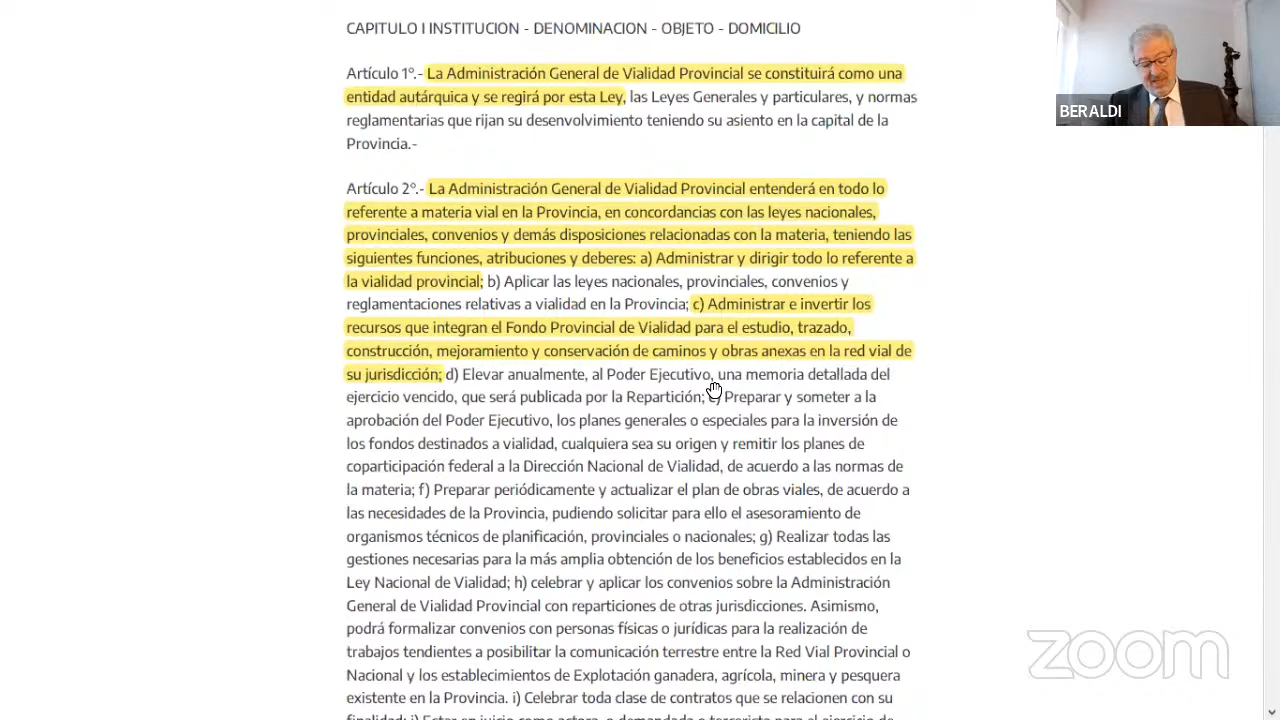 CAPITULO I INSTITUCION - DENOMINACION - OBJETO - DOMICILIO
Artículo 1º.- La Administración General de Vialidad Provincial se constituirá como una
entidad autárquica y se regirá por esta Ley, las Leyes Generales y particulares, y normas
reglamentarias que rijan su desenvolvimiento teniendo su asiento en la capital de la
Provincia.-
Artículo 2º.- La Administración General de Vialidad Provincial entenderá en todo lo
referente a materia vial en la Provincia, en concordancias con las leyes nacionales,
provinciales, convenios y demás disposiciones relacionadas con la materia, teniendo las
siguientes funciones, atribuciones y deberes: a) Administrar y dirigir todo lo referente a
la vialidad provincial; b) Aplicar las leyes nacionales, provinciales, convenios y
reglamentaciones relativas a vialidad en la Provincia; c) Administrar e invertir los
recursos que integran el Fondo Provincial de Vialidad para el estudio, trazado,
construcción, mejoramiento y conservación de caminos y obras anexas en la red vial de
su jurisdicción; d) Elevar anualmente, al Poder Ejecutivo, una memoria detallada del
ejercicio vencido, que será publicada por la Repartición; Preparar y someter a la
aprobación del Poder Ejecutivo, los planes generales o especiales para la inversión de
los fondos destinados a vialidad, cualquiera sea su origen y remitir los planes de
coparticipación federal a la Dirección Nacional de Vialidad, de acuerdo a las normas de
la materia; f) Preparar periódicamente y actualizar el plan de obras viales, de acuerdo a
las necesidades de la Provincia, pudiendo solicitar para ello el asesoramiento de
organismos técnicos de planificación, provinciales o nacionales; g) Realizar todas las
gestiones necesarias para la más amplia obtención de los beneficios establecidos en la
Ley Nacional de Vialidad; h) celebrar y aplicar los convenios sobre la Administración
General de Vialidad Provincial con reparticiones de otras jurisdicciones. Asimismo,
podrá formalizar convenios con personas físicas o jurídicas para la realización de
trabajos tendientes a posibilitar la comunicación terrestre entre la Red Vial Provincial o
Nacional y los establecimientos de Explotación ganadera, agrícola, minera y pesquera
existente en la Provincia. i) Celebrar toda clase de contratos que se relacionen con su
finalidad; j) Estar en juicio como actora, o demandada o tercerista para el ejercicio de
BERALDI
zoom